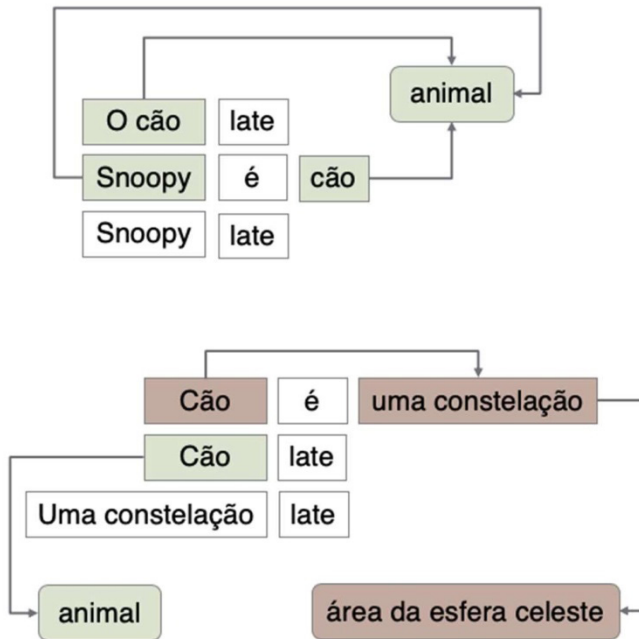 animal
O cão late
Snoopy é cão
Snoopy late
Cão é uma constelação
Cão late
Uma constelação late
animal área da esfera celeste